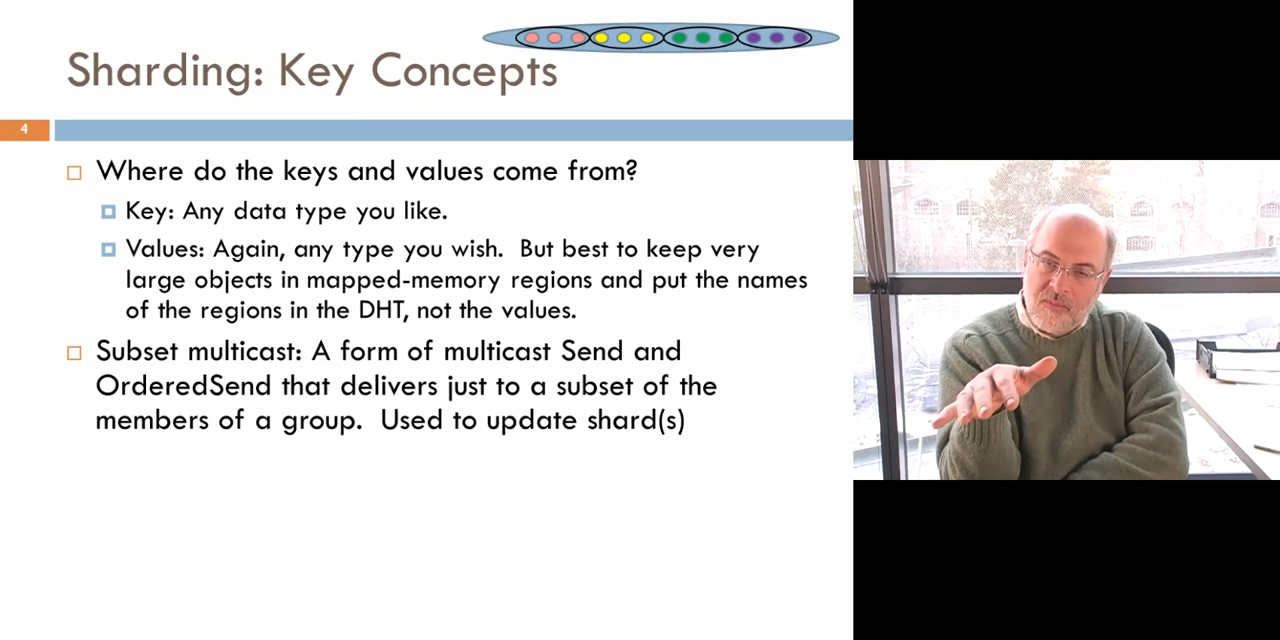 Sharding: Key Concepts
4
Where do the keys and values come from?
Key: Any data type you like.
Values: Again, any type you wish. But best to keep very
large objects in mapped-memory regions and put the names
of the regions in the DHT, not the values.
Subset multicast: A form of multicast Send and
OrderedSend that delivers just to a subset of the
members of a group. Used to update shard(s)